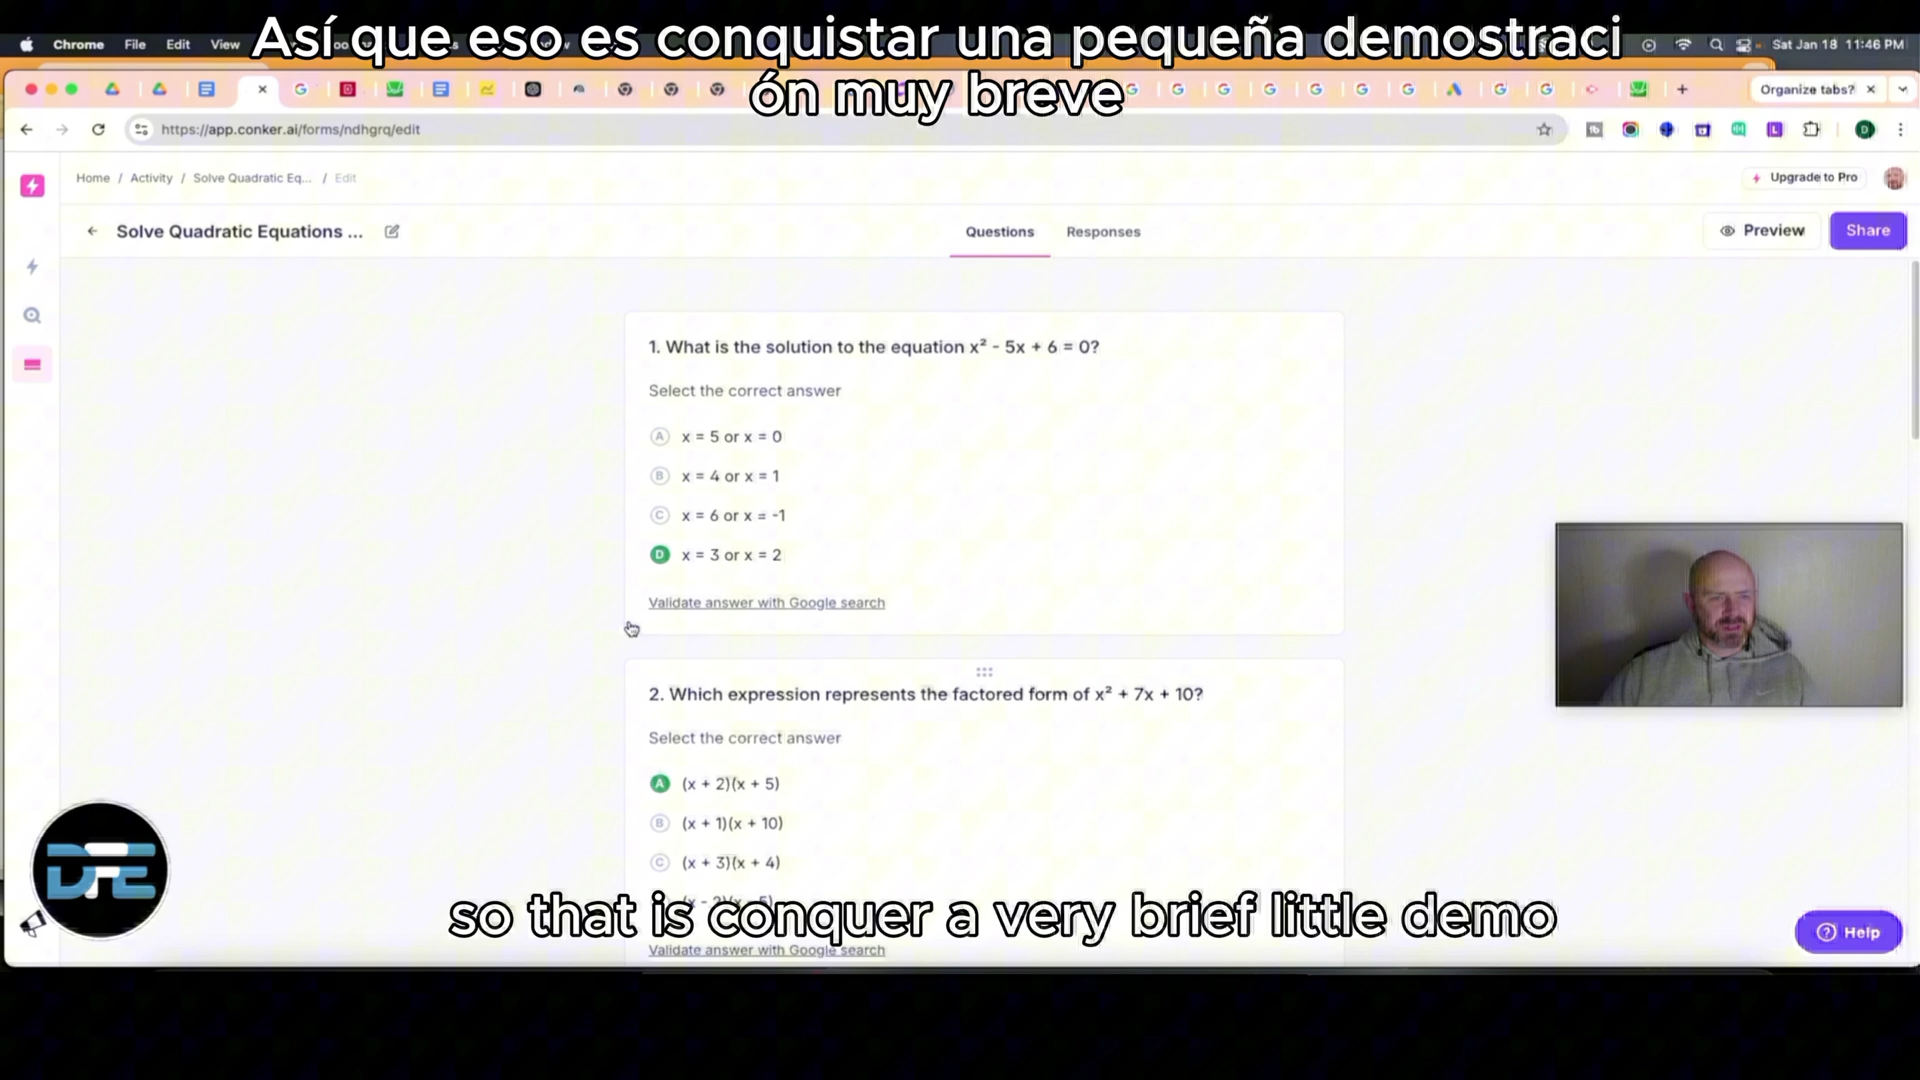 Así que eso es conquistar una pequeña demostraci
ón muy breve
Chrome File Edit View
Sat Jan 18 11:46 PM
Organize tabs?
https://app.conker.ai/forms/ndhgrq/edit
Home / Activity / Solve Quadratic Eq... / Edit
Upgrade to Pro
Solve Quadratic Equations ...
Questions Responses
Preview Share
1. What is the solution to the equation x² - 5x + 6 = 0?
Select the correct answer
A x = 5 or x = 0
B x = 4 or x = 1
C x = 6 or x = -1
D x = 3 or x = 2
Validate answer with Google search
2. Which expression represents the factored form of x² + 7x + 10?
Select the correct answer
A (x + 2)(x + 5)
B (x + 1)(x + 10)
C (x + 3)(x + 4)
so that is conquer a very brief little demo
Validate answer with Google search
DFE
Help